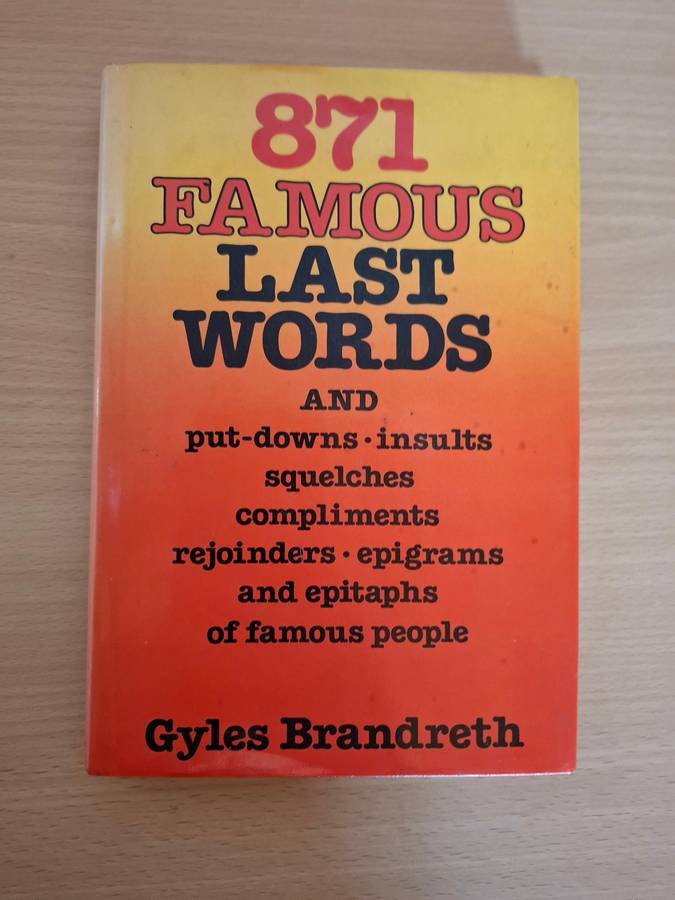 871
FAMOUS
LAST
WORDS
AND
put-downs · insults
squelches
compliments
rejoinders · epigrams
and epitaphs
of famous people
Gyles Brandreth